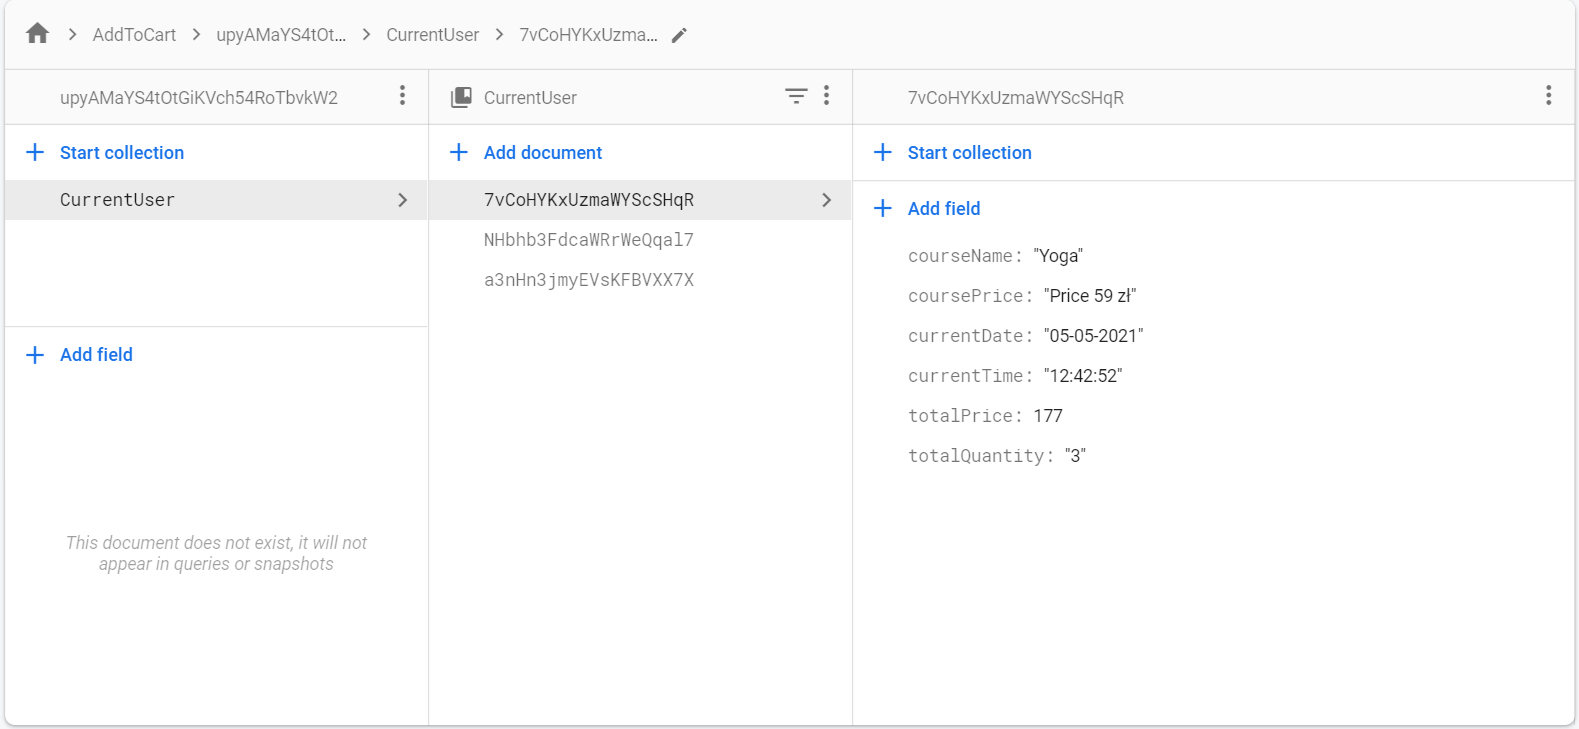 AddToCart upyAMaYS4tOt... CurrentUser 7vCoHYKxUzma...
upyAMaYS4tOtGiKVch54RoTbvkW2
Start collection
CurrentUser
Add field
This document does not exist, it will not
appear in queries or snapshots
CurrentUser
Add document
7vCoHYKxUzmaWYScSHqR
NHbhb3FdcaWRrWeQqal7
a3nHn3jmyEVsKFBVXX7X
7vCoHYKxUzmaWYScSHqR
Start collection
Add field
courseName: "Yoga"
coursePrice: "Price 59 zł"
currentDate: "05-05-2021"
currentTime: "12:42:52"
totalPrice: 177
totalQuantity: "3"